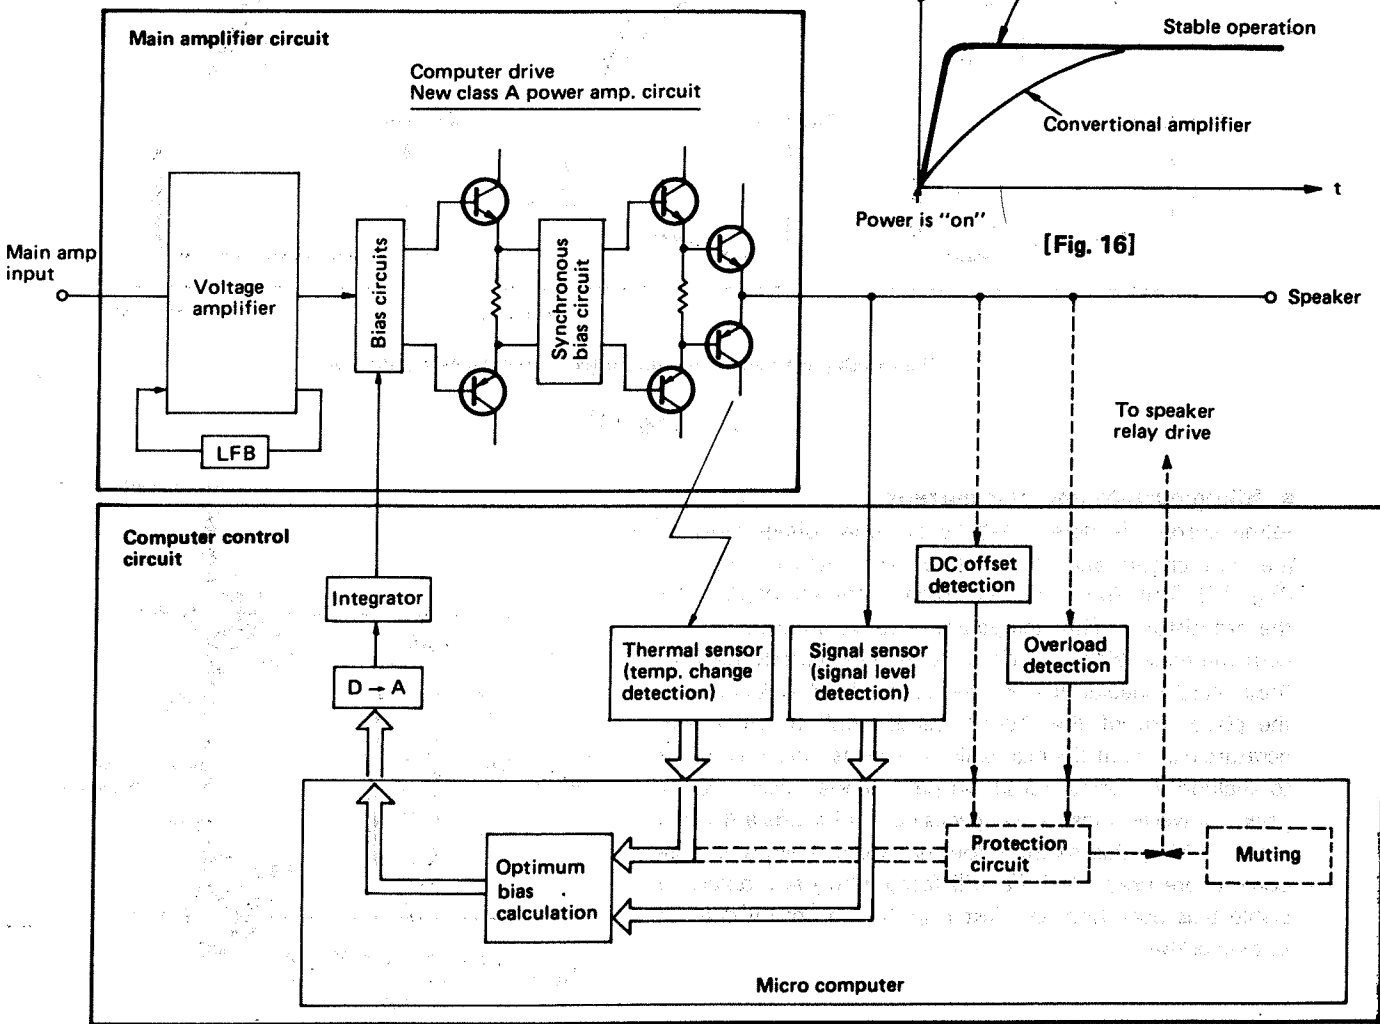 Main amplifier circuit
Computer drive
New class A power amp. circuit
Stable operation
Convertional amplifier
t
Power is "on"
[Fig. 16]
Main amp
input
Voltage
amplifier
Bias circuits
Synchronous
bias circuit
Speaker
LFB
To speaker
relay drive
Computer control
circuit
Integrator
D → A
Thermal sensor
(temp. change
detection)
Signal sensor
(signal level
detection)
DC offset
detection
Overload
detection
Optimum
bias
calculation
Protection
circuit
Muting
Micro computer